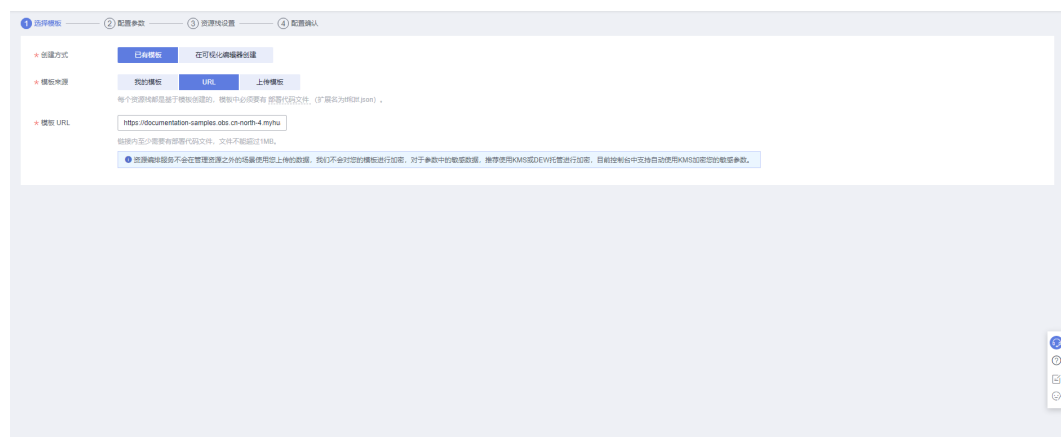 1 选择模板 2 配置参数 3 资源栈设置 4 配置确认
* 创建方式 已有模板 在可视化编辑器创建
* 模板来源 我的模板 URL 上传模板
每个资源栈都是基于模板创建的，模板中必须要有 部署代码文件 （扩展名为tf或tf.json）。
* 模板 URL https://documentation-samples.obs.cn-north-4.myhu
链接内至少需要有部署代码文件，文件不能超过1MB。
资源编排服务不会在管理资源之外的场景使用您上传的数据，我们不会对您的模板进行加密，对于参数中的敏感数据，推荐使用KMS或DEW托管进行加密，目前控制台中支持自动使用KMS加密您的敏感参数。